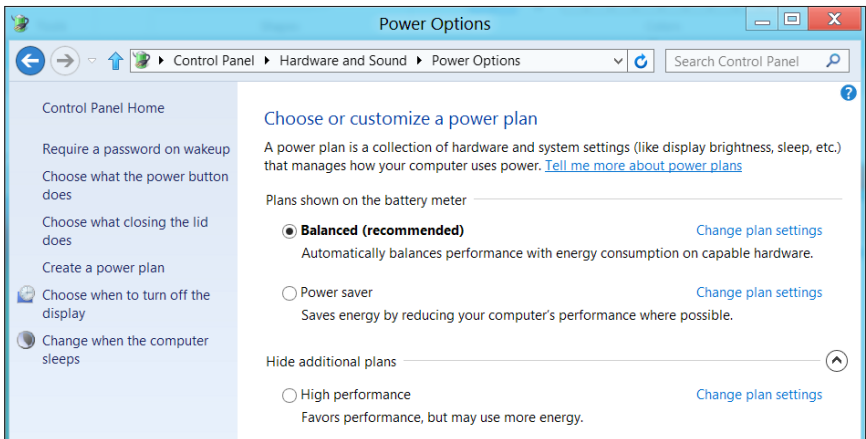 Power Options
Control Panel Hardware and Sound Power Options
Search Control Panel
Control Panel Home
Require a password on wakeup
Choose what the power button
does
Choose what closing the lid
does
Create a power plan
Choose when to turn off the
display
Change when the computer
sleeps
Choose or customize a power plan
A power plan is a collection of hardware and system settings (like display brightness, sleep, etc.)
that manages how your computer uses power. Tell me more about power plans
Plans shown on the battery meter
Balanced (recommended) Change plan settings
Automatically balances performance with energy consumption on capable hardware.
Power saver Change plan settings
Saves energy by reducing your computer's performance where possible.
Hide additional plans
High performance Change plan settings
Favors performance, but may use more energy.